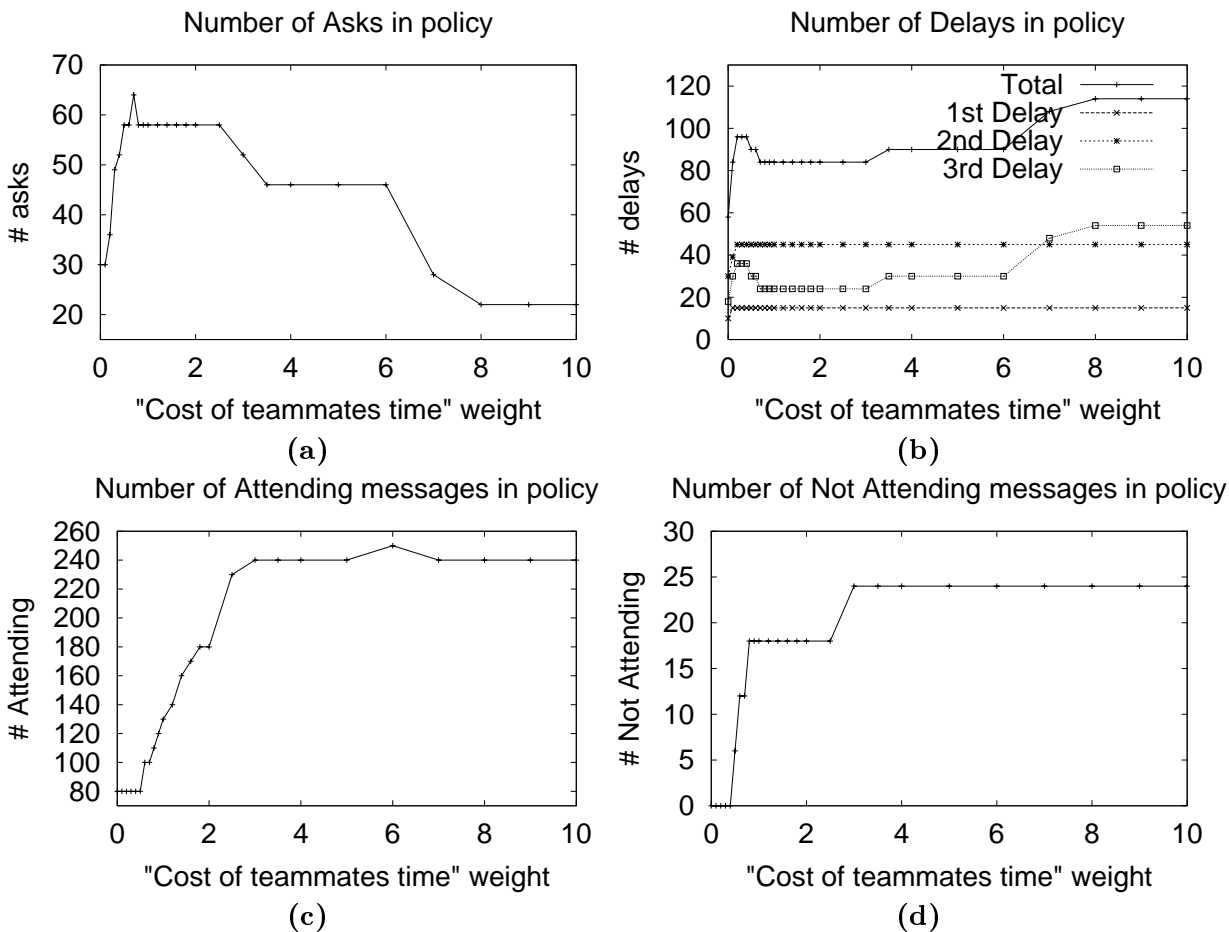 Number of Asks in policy
70
60
50
40
30
20
# asks
0 2 4 6 8 10
"Cost of teammates time" weight
(a)
Number of Delays in policy
120
100
80
60
40
20
0
# delays
Total
1st Delay
2nd Delay
3rd Delay
0 2 4 6 8 10
"Cost of teammates time" weight
(b)
Number of Attending messages in policy
260
240
220
200
180
160
140
120
100
80
# Attending
0 2 4 6 8 10
"Cost of teammates time" weight
(c)
Number of Not Attending messages in policy
30
25
20
15
10
5
0
# Not Attending
0 2 4 6 8 10
"Cost of teammates time" weight
(d)